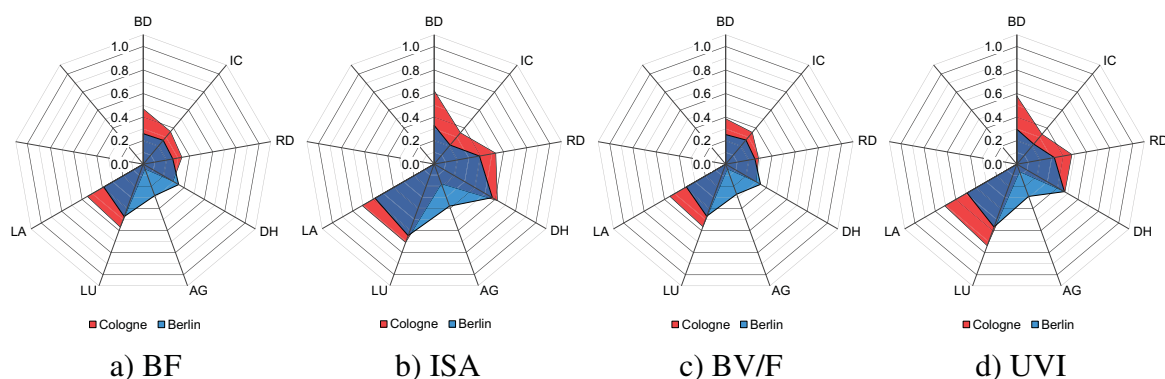 BD
1.0
0.8
0.6
0.4
0.2
0.0
IC
RD
DH
AG
LU
LA
Cologne Berlin
a) BF
BD
1.0
0.8
0.6
0.4
0.2
0.0
IC
RD
DH
AG
LU
LA
Cologne Berlin
b) ISA
BD
1.0
0.8
0.6
0.4
0.2
0.0
IC
RD
DH
AG
LU
LA
Cologne Berlin
c) BV/F
BD
1.0
0.8
0.6
0.4
0.2
0.0
IC
RD
DH
AG
LU
LA
Cologne Berlin
d) UVI